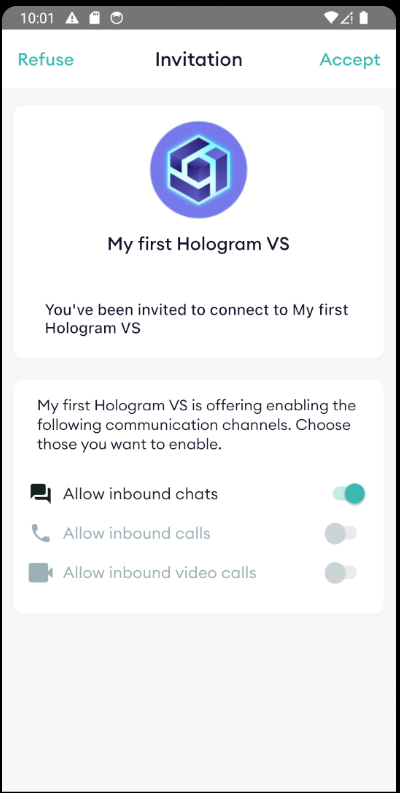 10:01
Refuse Invitation Accept
My first Hologram VS
You've been invited to connect to My first
Hologram VS
My first Hologram VS is offering enabling the
following communication channels. Choose
those you want to enable.
Allow inbound chats
Allow inbound calls
Allow inbound video calls